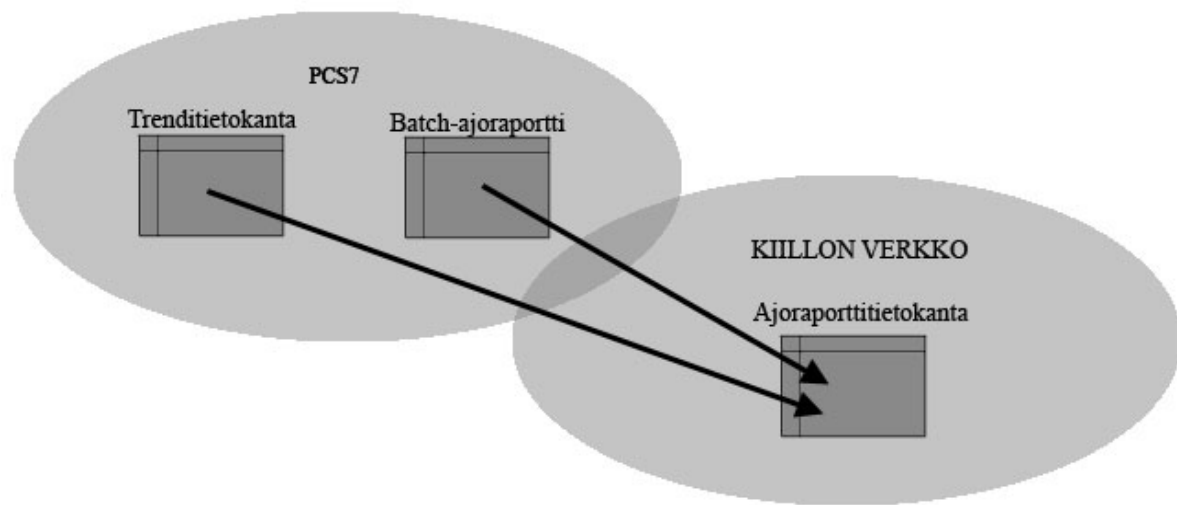 PCS7
Trenditietokanta
Batch-ajoraportti
KIILLON VERKKO
Ajoraporttitietokanta